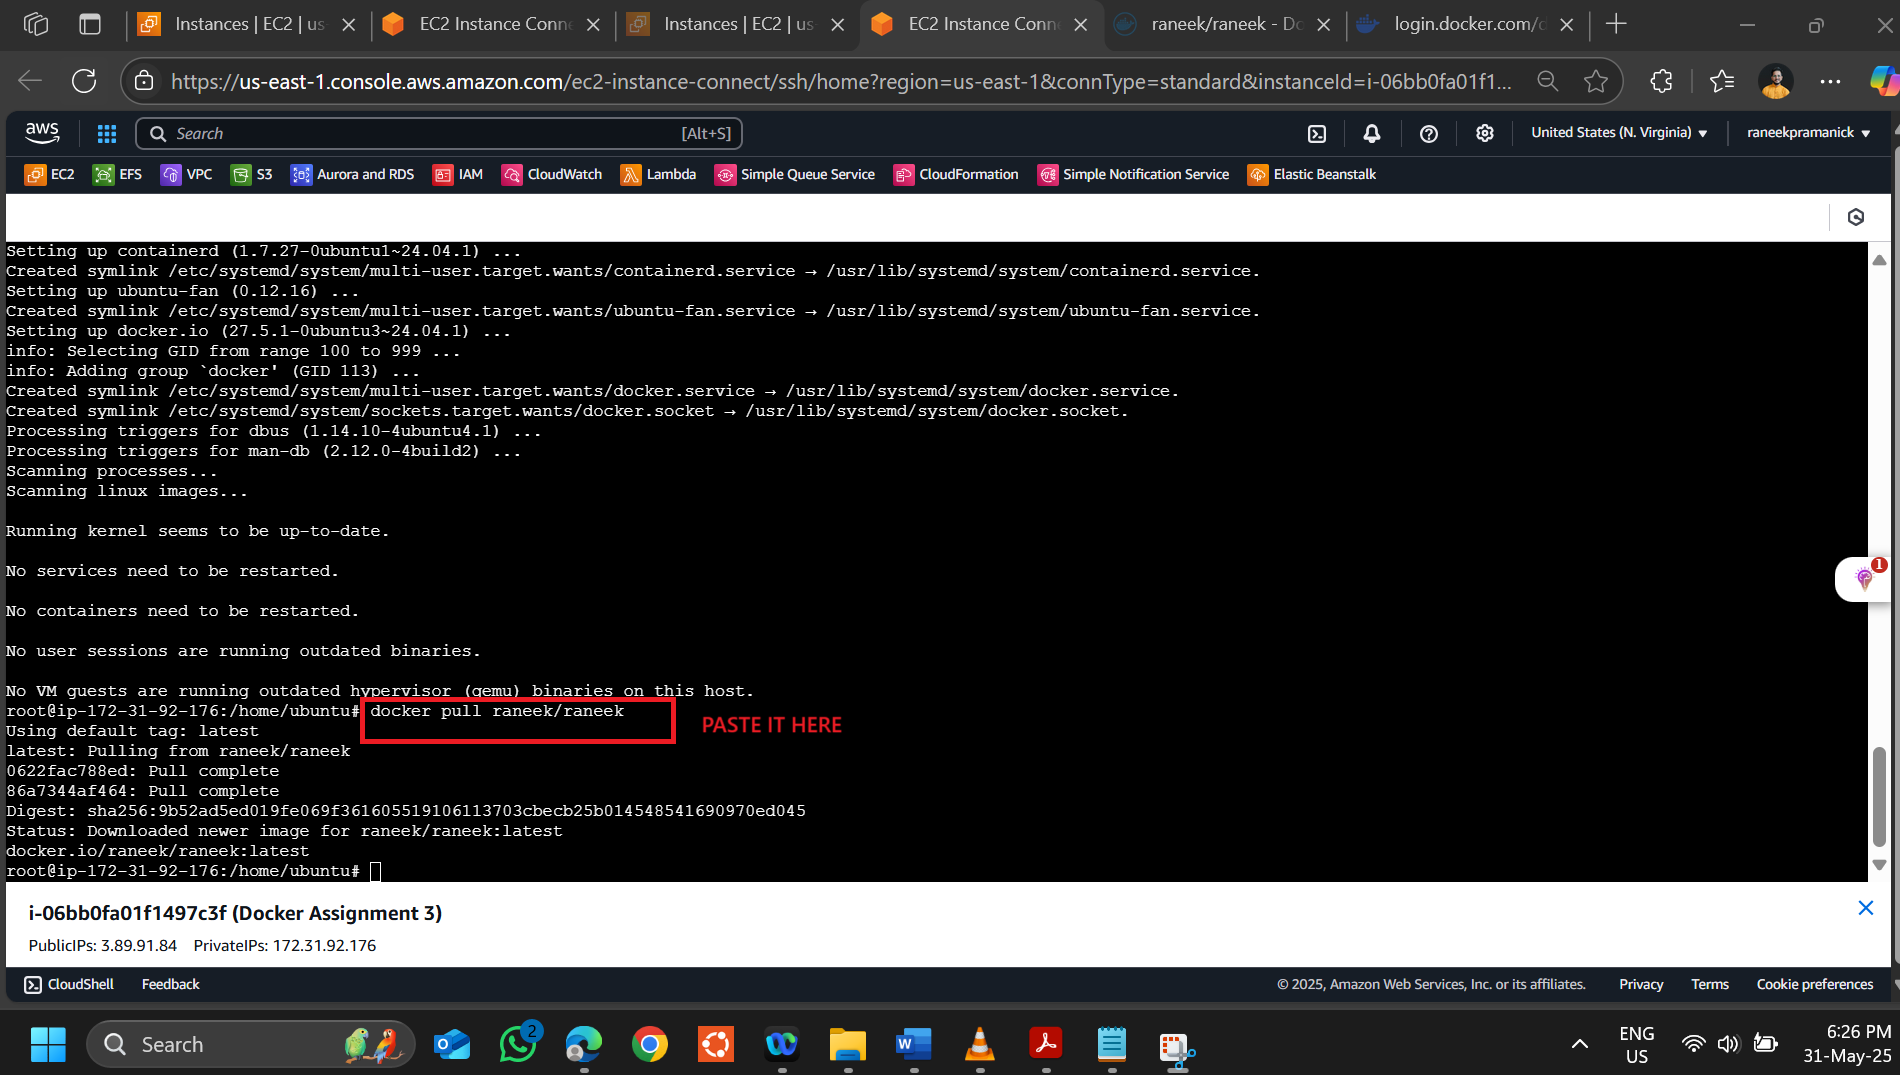 Instances | EC2 | us-
EC2 Instance Conne
Instances | EC2 | us-
EC2 Instance Conne
raneek/raneek - Do
login.docker.com/d
https://us-east-1.console.aws.amazon.com/ec2-instance-connect/ssh/home?region=us-east-1&connType=standard&instanceId=i-06bb0fa01f1...
aws
Search
[Alt+S]
United States (N. Virginia)
raneekpramanick
EC2
EFS
VPC
S3
Aurora and RDS
IAM
CloudWatch
Lambda
Simple Queue Service
CloudFormation
Simple Notification Service
Elastic Beanstalk
Setting up containerd (1.7.27-0ubuntu1~24.04.1) ...
Created symlink /etc/systemd/system/multi-user.target.wants/containerd.service → /usr/lib/systemd/system/containerd.service.
Setting up ubuntu-fan (0.12.16) ...
Created symlink /etc/systemd/system/multi-user.target.wants/ubuntu-fan.service → /usr/lib/systemd/system/ubuntu-fan.service.
Setting up docker.io (27.5.1-0ubuntu3~24.04.1) ...
info: Selecting GID from range 100 to 999 ...
info: Adding group `docker' (GID 113) ...
Created symlink /etc/systemd/system/multi-user.target.wants/docker.service → /usr/lib/systemd/system/docker.service.
Created symlink /etc/systemd/system/sockets.target.wants/docker.socket → /usr/lib/systemd/system/docker.socket.
Processing triggers for dbus (1.14.10-4ubuntu4.1) ...
Processing triggers for man-db (2.12.0-4build2) ...
Scanning processes...
Scanning linux images...
Running kernel seems to be up-to-date.
No services need to be restarted.
1
No containers need to be restarted.
No user sessions are running outdated binaries.
No VM guests are running outdated hypervisor (qemu) binaries on this host.
root@ip-172-31-92-176:/home/ubuntu# docker pull raneek/raneek
PASTE IT HERE
Using default tag: latest
latest: Pulling from raneek/raneek
0622fac788ed: Pull complete
86a7344af464: Pull complete
Digest: sha256:9b52ad5ed019fe069f361605519106113703cbecb25b014548541690970ed045
Status: Downloaded newer image for raneek/raneek:latest
docker.io/raneek/raneek:latest
root@ip-172-31-92-176:/home/ubuntu#
i-06bb0fa01f1497c3f (Docker Assignment 3)
PublicIPs: 3.89.91.84 PrivateIPs: 172.31.92.176
CloudShell
Feedback
© 2025, Amazon Web Services, Inc. or its affiliates.
Privacy
Terms
Cookie preferences
Search
2
ENG
US
6:26 PM
31-May-25